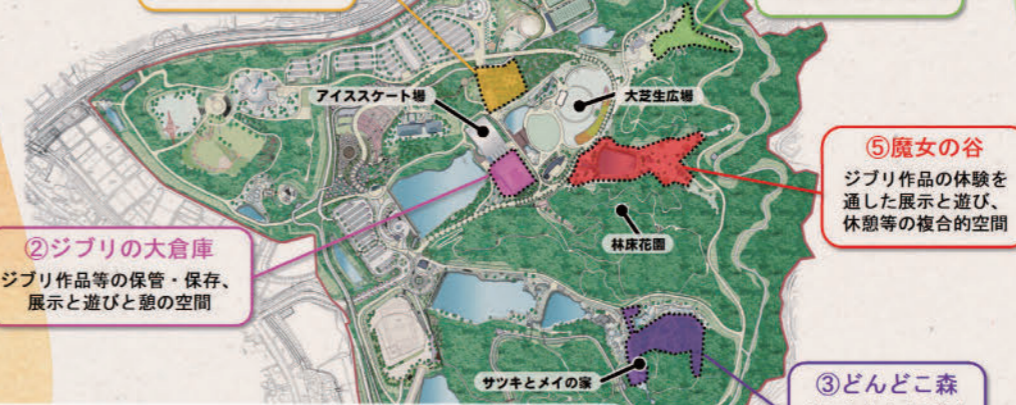 アイススケート場
大芝生広場
⑤魔女の谷
ジブリ作品の体験を
通した展示と遊び、
休憩等の複合的空間
②ジブリの大倉庫
ジブリ作品等の保管・保存、
展示と遊びと憩の空間
林床花園
サツキとメイの家
③どんどこ森